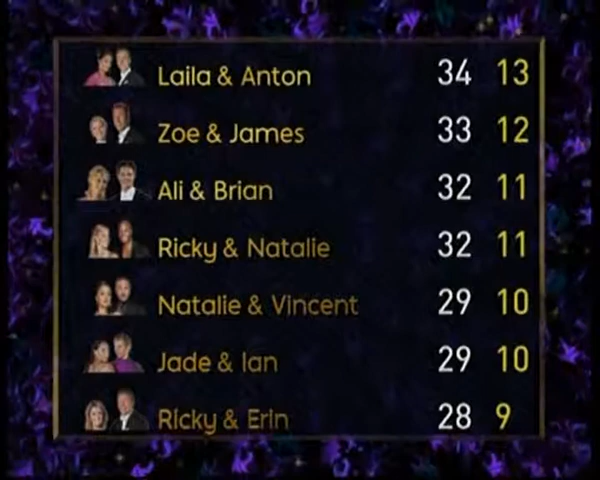 Laila & Anton 34 13
Zoe & James 33 12
Ali & Brian 32 11
Ricky & Natalie 32 11
Natalie & Vincent 29 10
Jade & Ian 29 10
Ricky & Erin 28 9